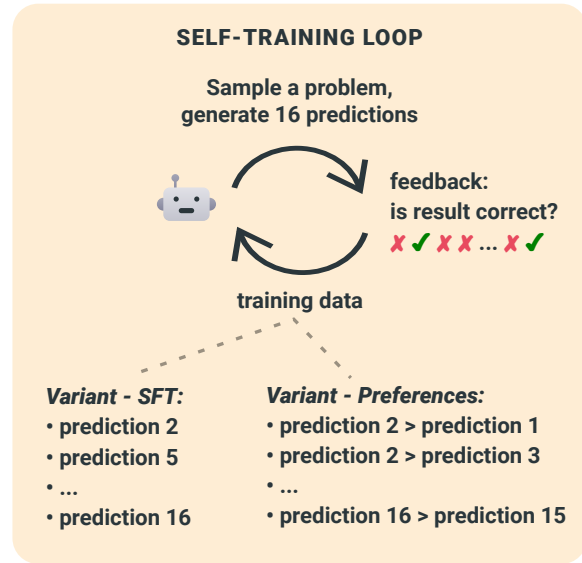 SELF-TRAINING LOOP
Sample a problem,
generate 16 predictions
feedback:
is result correct?
✗ ✓ ✗ ✗ ... ✗ ✓
training data
Variant - SFT:
• prediction 2
• prediction 5
• ...
• prediction 16
Variant - Preferences:
• prediction 2 > prediction 1
• prediction 2 > prediction 3
• ...
• prediction 16 > prediction 15